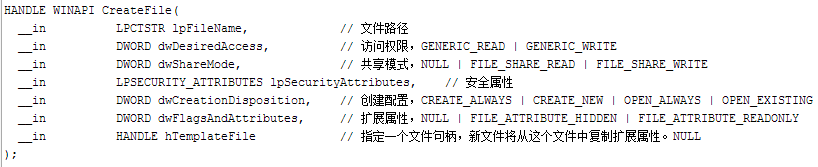 HANDLE WINAPI CreateFile(
__in LPCTSTR lpFileName, // 文件路径
__in DWORD dwDesiredAccess, // 访问权限，GENERIC_READ | GENERIC_WRITE
__in DWORD dwShareMode, // 共享模式，NULL | FILE_SHARE_READ | FILE_SHARE_WRITE
__in LPSECURITY_ATTRIBUTES lpSecurityAttributes, // 安全属性
__in DWORD dwCreationDisposition, // 创建配置，CREATE_ALWAYS | CREATE_NEW | OPEN_ALWAYS | OPEN_EXISTING
__in DWORD dwFlagsAndAttributes, // 扩展属性，NULL | FILE_ATTRIBUTE_HIDDEN | FILE_ATTRIBUTE_READONLY
__in HANDLE hTemplateFile // 指定一个文件句柄，新文件将从这个文件中复制扩展属性。NULL
);